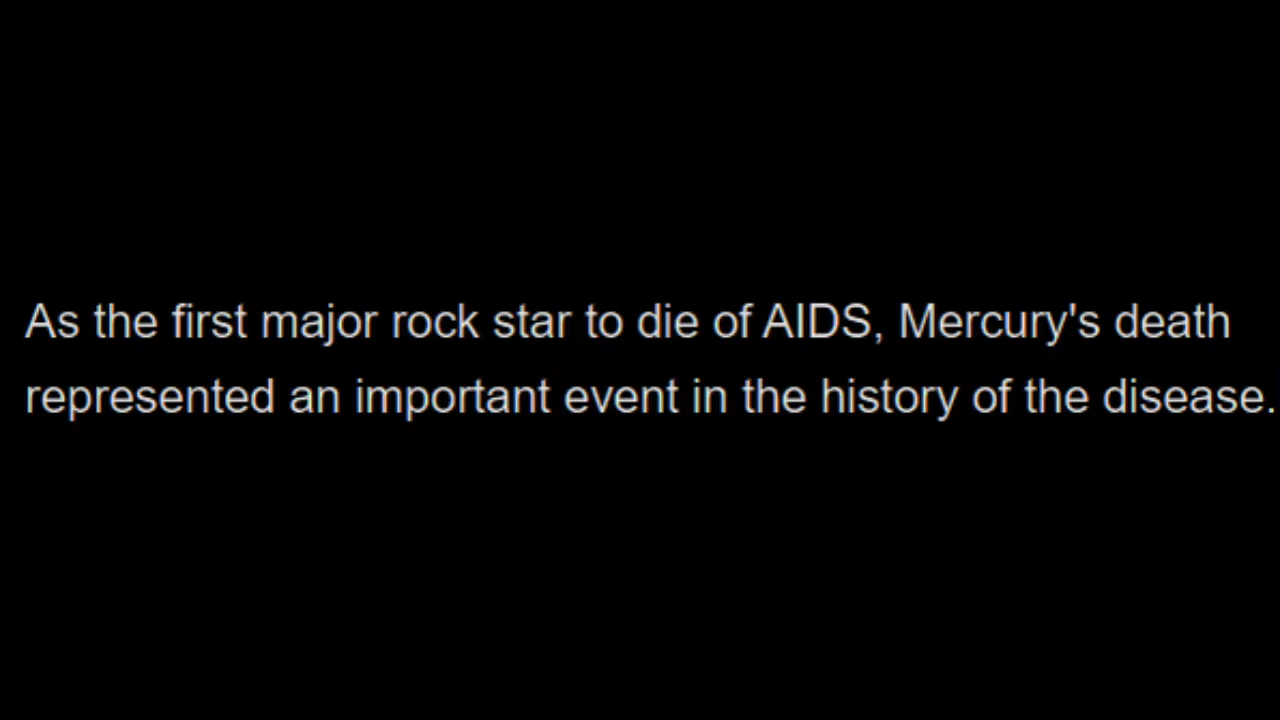 As the first major rock star to die of AIDS, Mercury's death
represented an important event in the history of the disease.